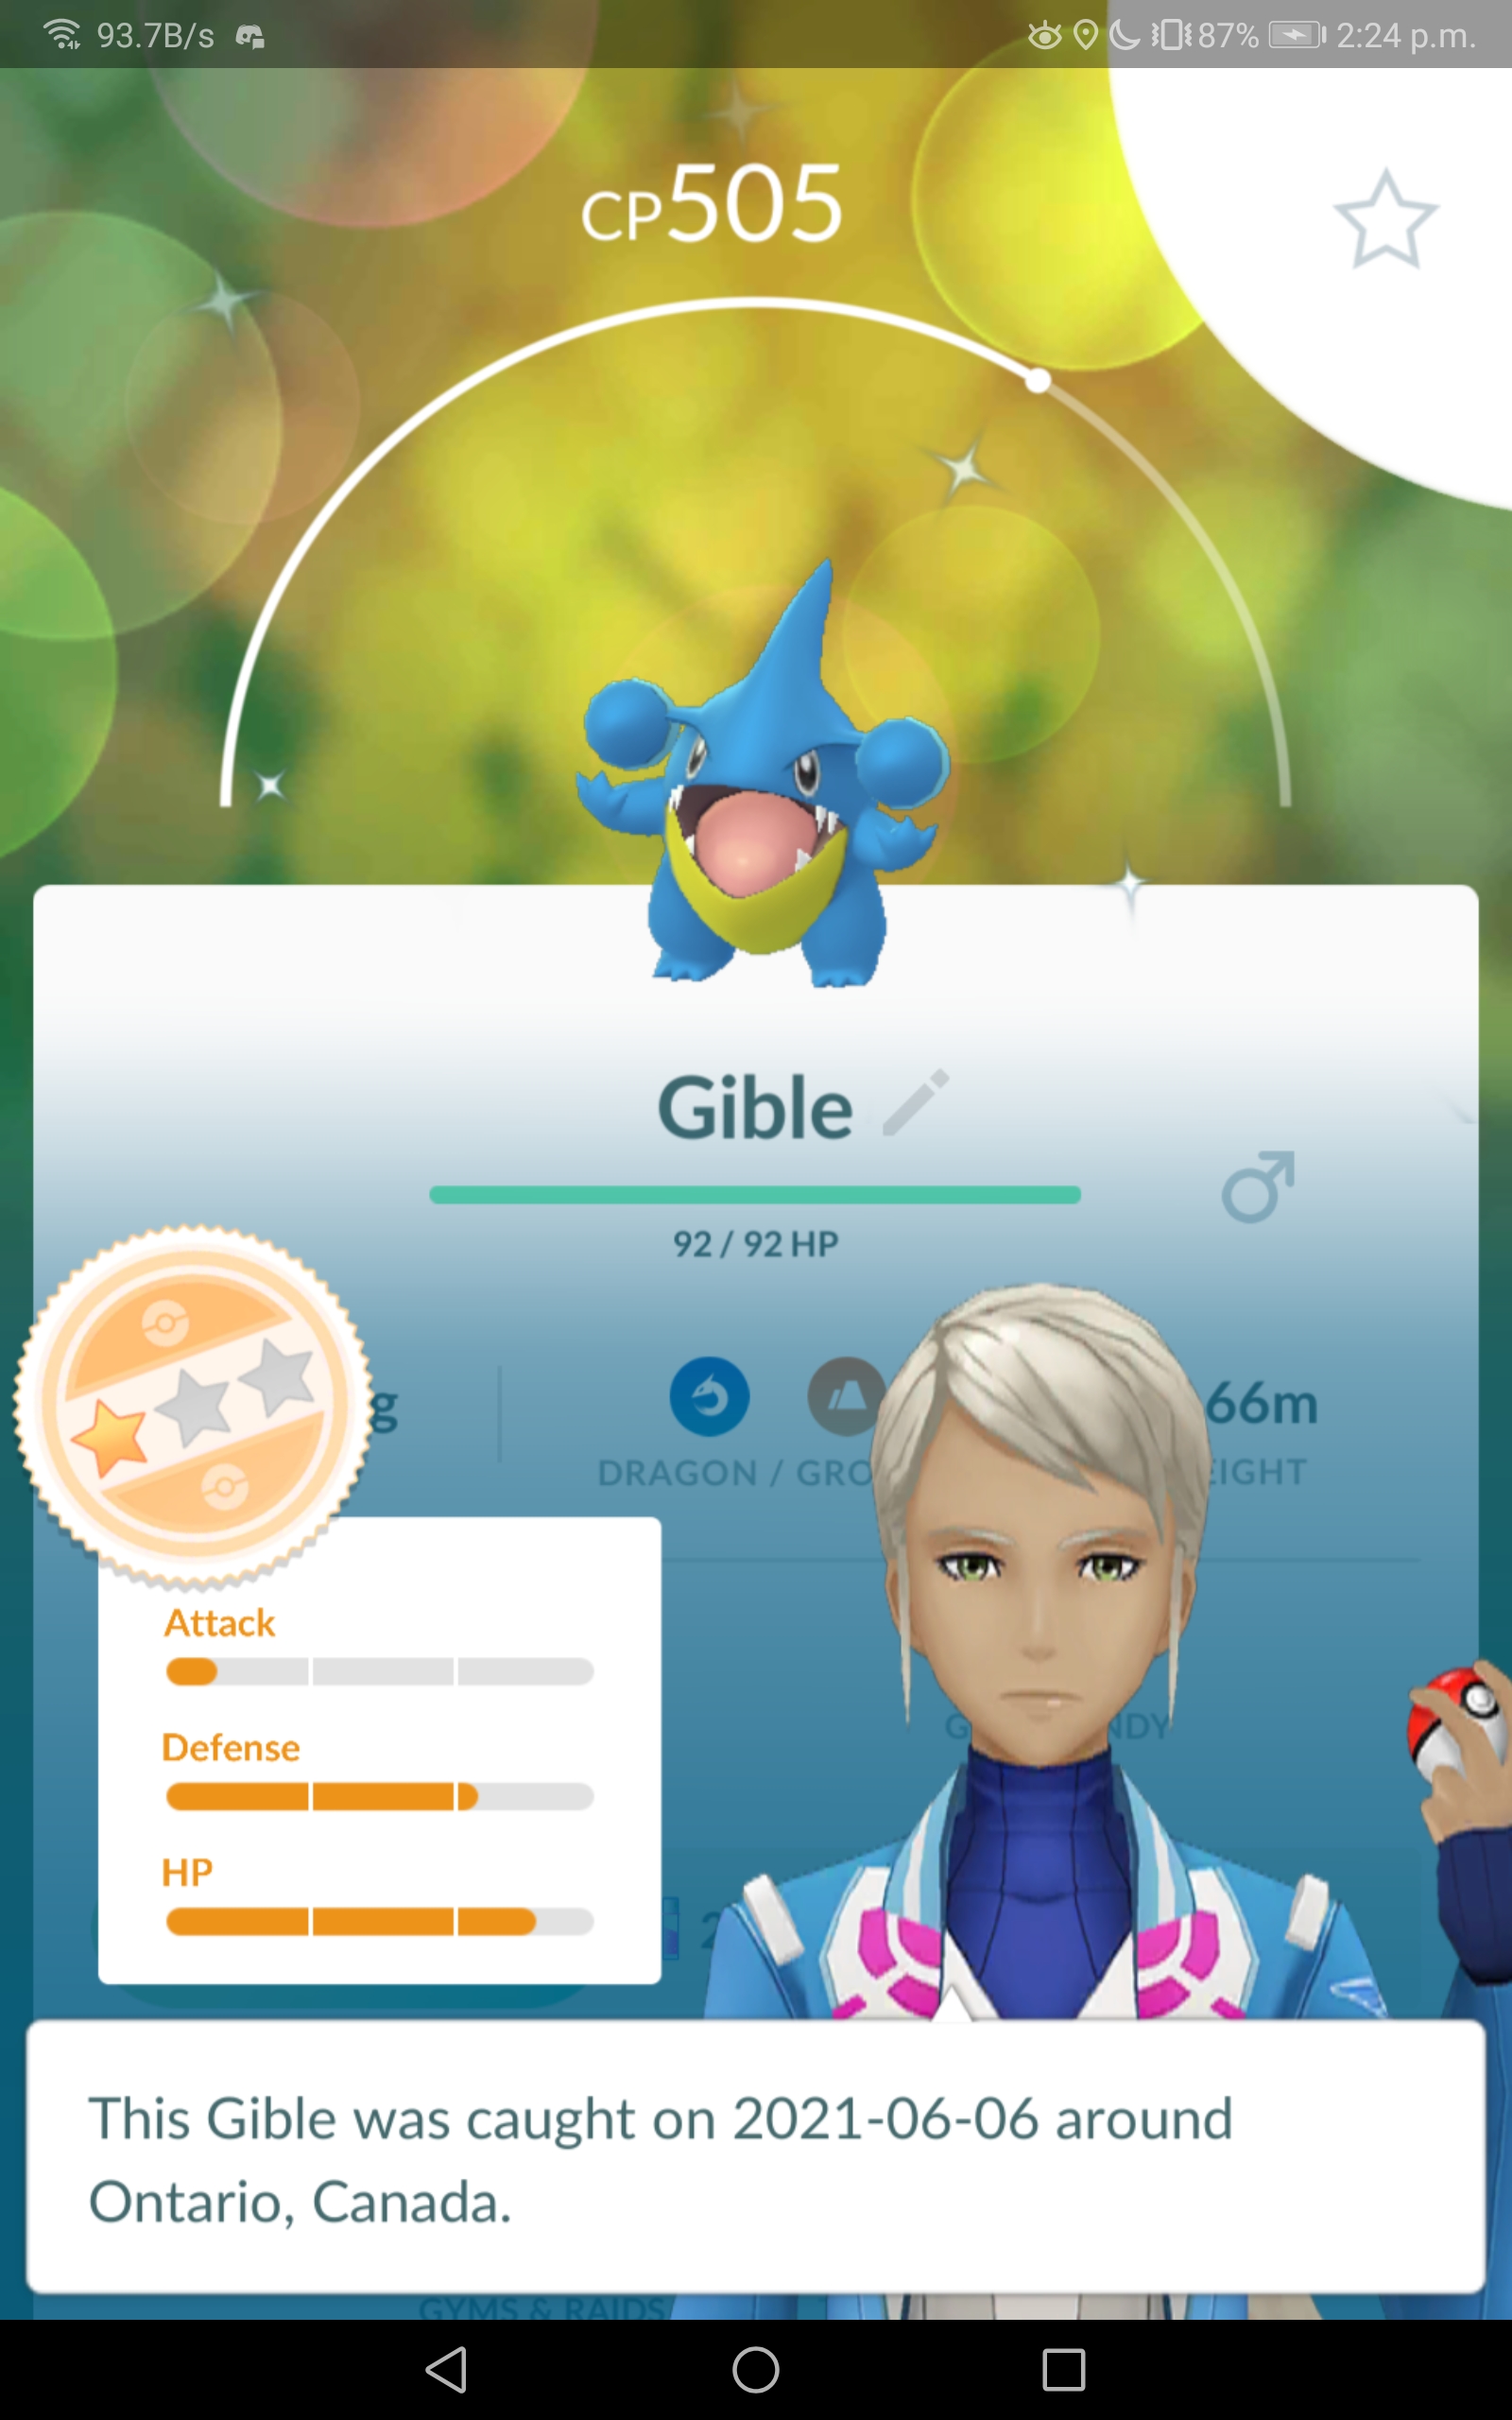 93.7B/s 87% 2:24 p.m.
CP505
Gible
92 / 92 HP
g
66m
DRAGON / GRO
EIGHT
Attack
NDY
Defense
HP
2
This Gible was caught on 2021-06-06 around
Ontario, Canada.
GYMS & RAIDS